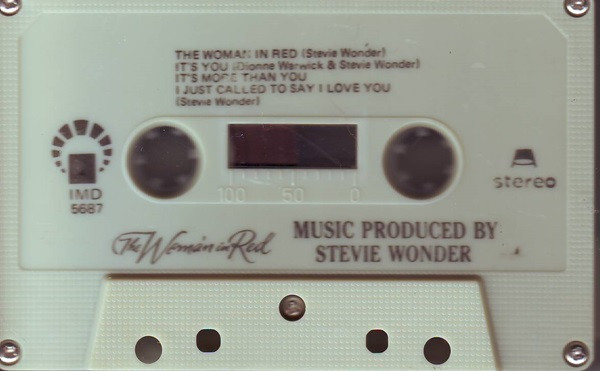 THE WOMAN IN RED (Stevie Wonder)
IT'S YOU (Dionne Warwick & Stevie Wonder)
IT'S MORE THAN YOU
I JUST CALLED TO SAY I LOVE YOU
(Stevie Wonder)
IMD
5687
100 50 0
stereo
The Woman in Red
MUSIC PRODUCED BY
STEVIE WONDER